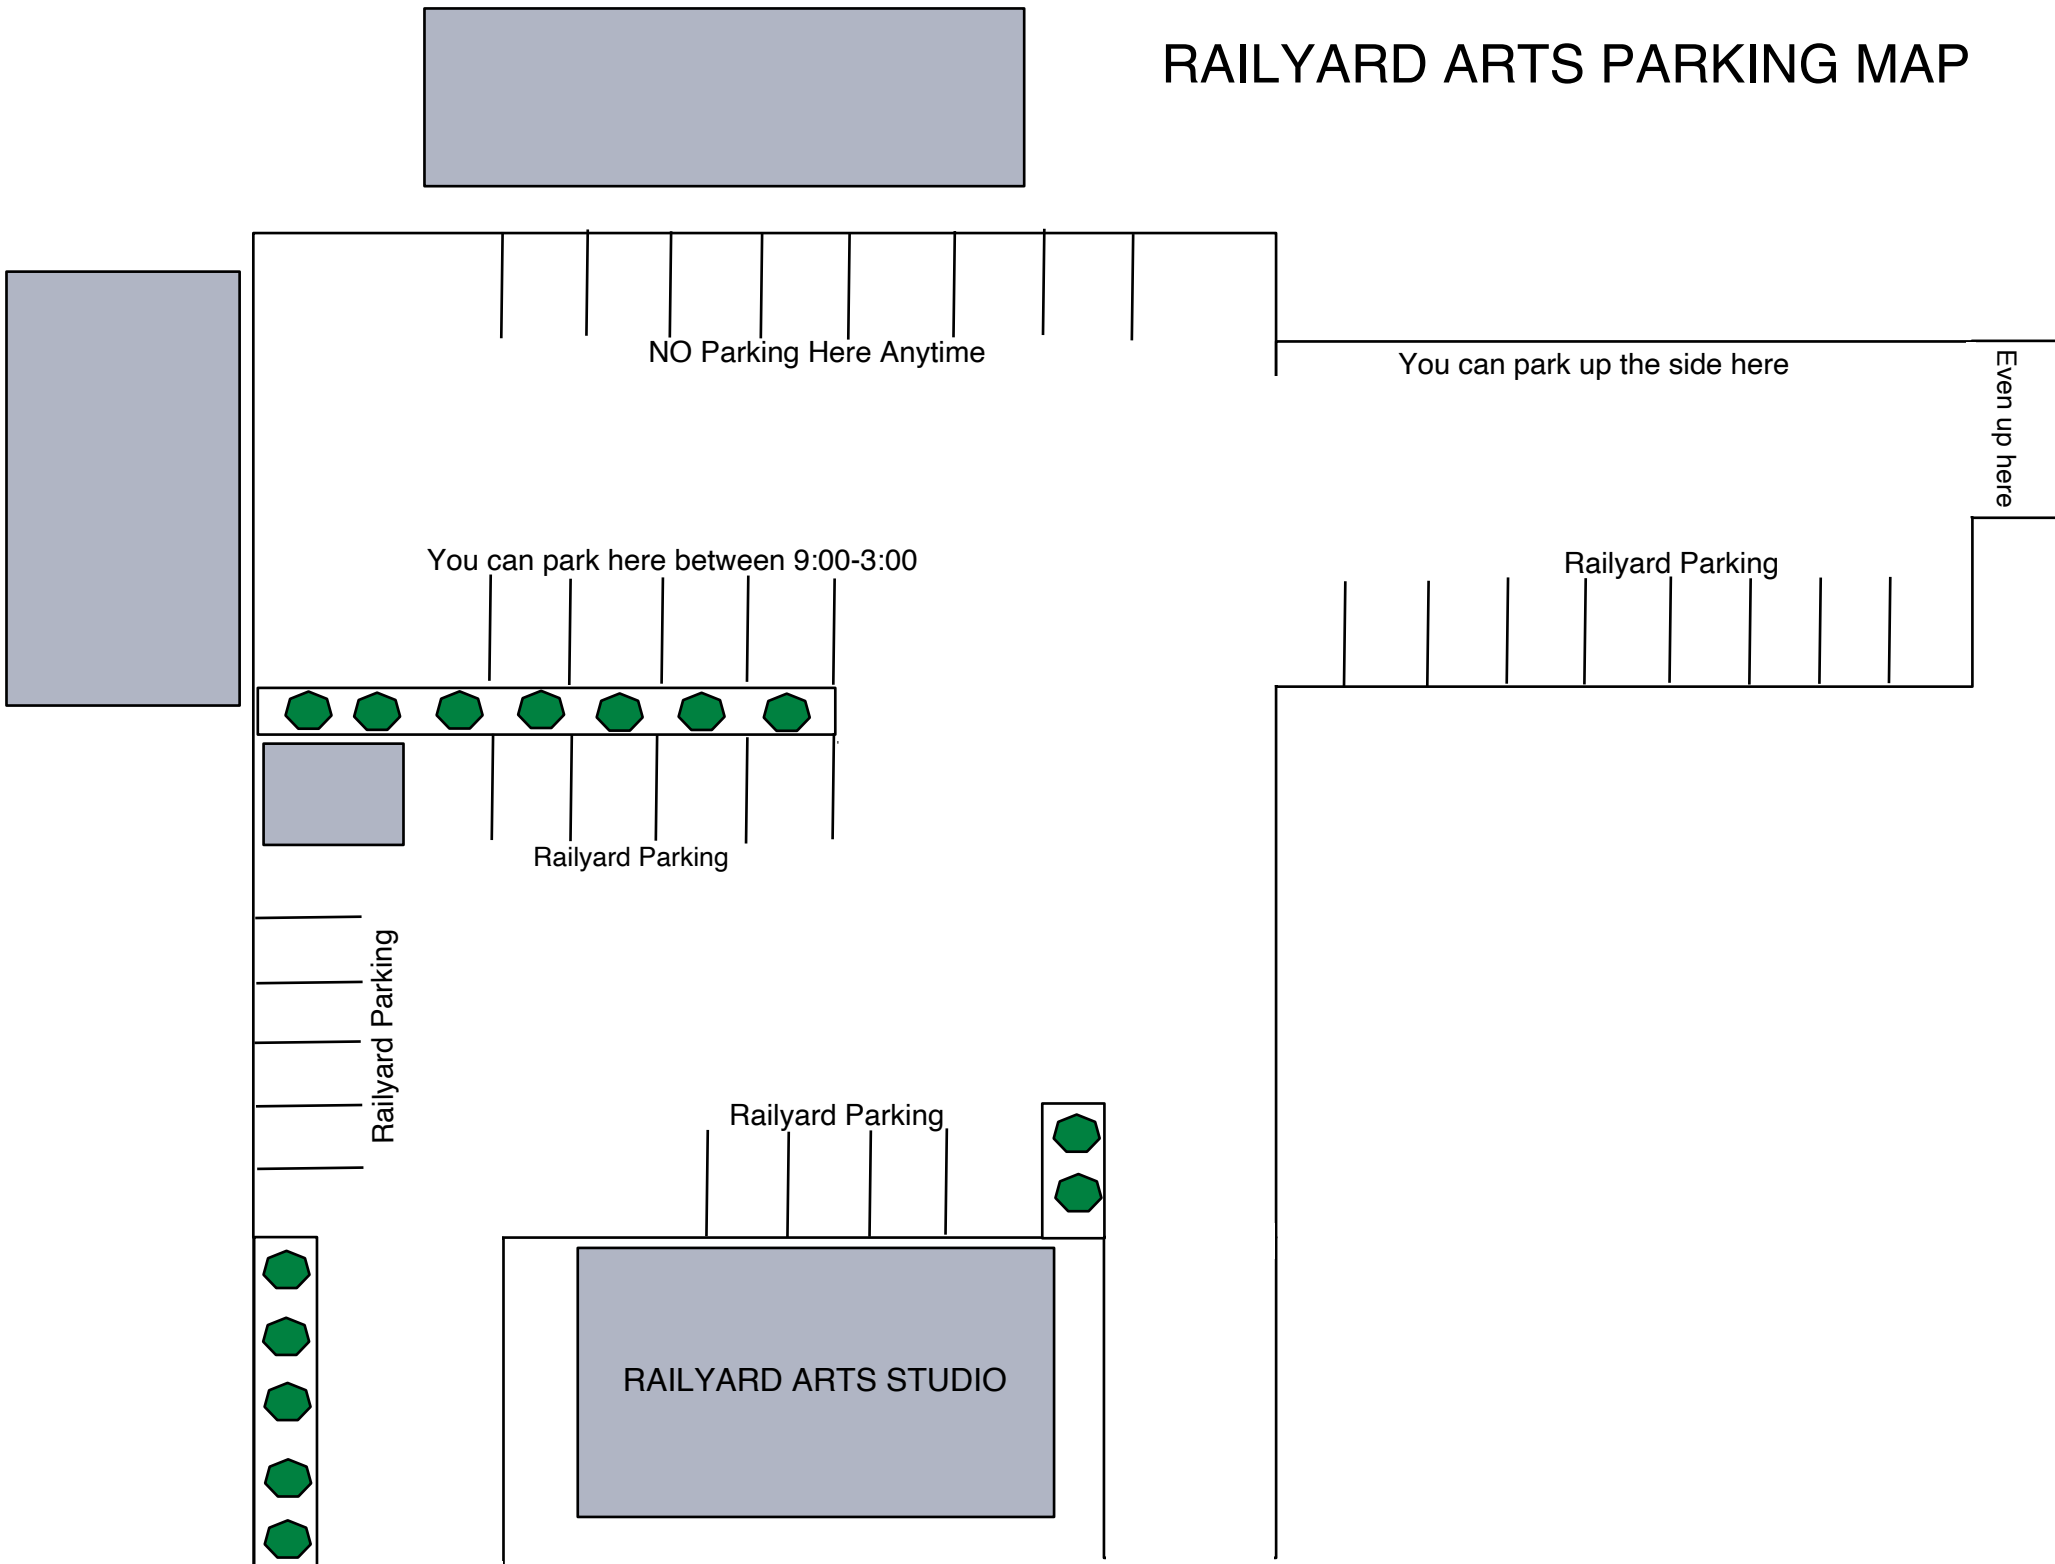 RAILYARD ARTS PARKING MAP
NO Parking Here Anytime
You can park up the side here
Even up here
You can park here between 9:00-3:00
Railyard Parking
Railyard Parking
Railyard Parking
Railyard Parking
RAILYARD ARTS STUDIO